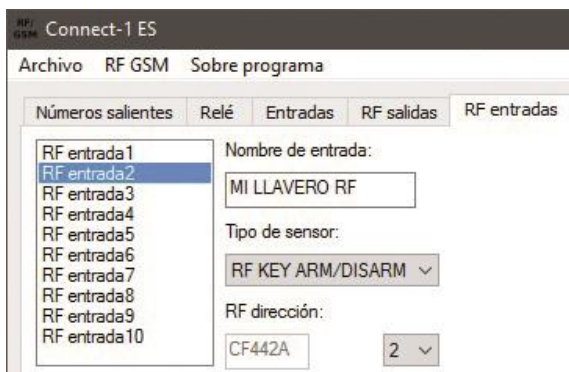 RF/
GSM Connect-1 ES
Archivo RF GSM Sobre programa
Números salientes Relé Entradas RF salidas RF entradas
RF entrada1
RF entrada2
RF entrada3
RF entrada4
RF entrada5
RF entrada6
RF entrada7
RF entrada8
RF entrada9
RF entrada10
Nombre de entrada:
MI LLAVERO RF
Tipo de sensor:
RF KEY ARM/DISARM
RF dirección:
CF442A 2